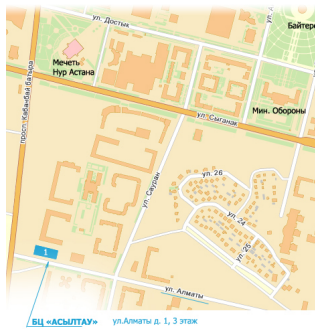 ул. Достык
Байтере
Мечеть
Нур Астана
просп. Кабанбай батыра
ул. Сыганак
Мин. Обороны
ул. Сауран
ул. 26
ул. 24
ул. 25
1
ул. Алматы
БЦ «АСЫЛТАУ» ул.Алматы д. 1, 3 этаж